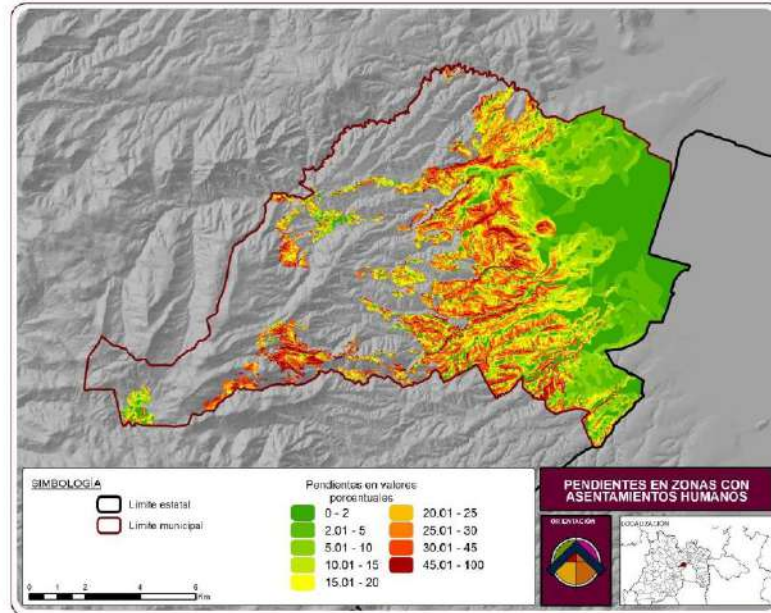 SIMBOLOGÍA
Límite estatal
Límite municipal
0 1 2 4 6
Km
Pendientes en valores
porcentuales
0 - 2
2.01 - 5
5.01 - 10
10.01 - 15
15.01 - 20
20.01 - 25
25.01 - 30
30.01 - 45
45.01 - 100
PENDIENTES EN ZONAS CON
ASENTAMIENTOS HUMANOS
ORIENTACIÓN
LOCALIZACIÓN